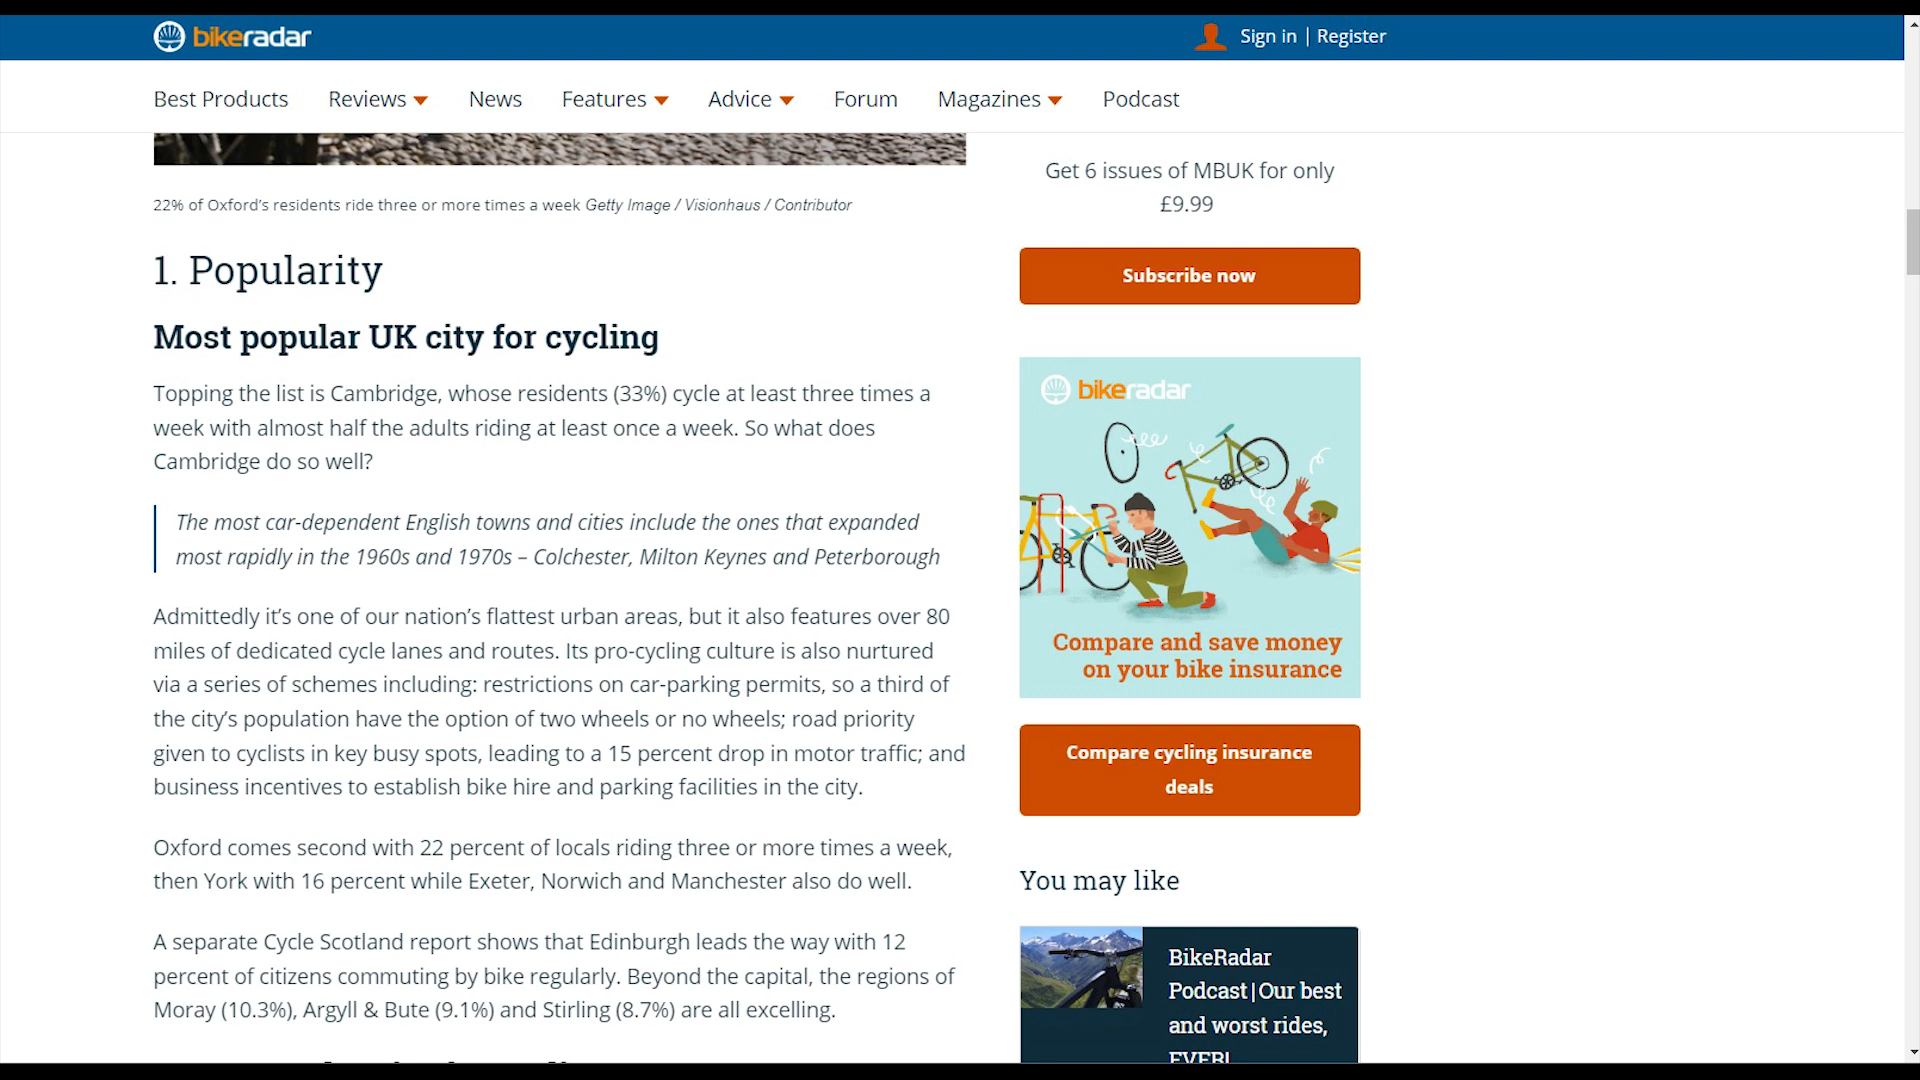 bikeradar
Sign in | Register
Best Products Reviews News Features Advice Forum Magazines Podcast
22% of Oxford's residents ride three or more times a week Getty Image / Visionhaus / Contributor
1. Popularity
Most popular UK city for cycling
Topping the list is Cambridge, whose residents (33%) cycle at least three times a
week with almost half the adults riding at least once a week. So what does
Cambridge do so well?
The most car-dependent English towns and cities include the ones that expanded
most rapidly in the 1960s and 1970s – Colchester, Milton Keynes and Peterborough
Admittedly it's one of our nation's flattest urban areas, but it also features over 80
miles of dedicated cycle lanes and routes. Its pro-cycling culture is also nurtured
via a series of schemes including: restrictions on car-parking permits, so a third of
the city's population have the option of two wheels or no wheels; road priority
given to cyclists in key busy spots, leading to a 15 percent drop in motor traffic; and
business incentives to establish bike hire and parking facilities in the city.
Oxford comes second with 22 percent of locals riding three or more times a week,
then York with 16 percent while Exeter, Norwich and Manchester also do well.
A separate Cycle Scotland report shows that Edinburgh leads the way with 12
percent of citizens commuting by bike regularly. Beyond the capital, the regions of
Moray (10.3%), Argyll & Bute (9.1%) and Stirling (8.7%) are all excelling.
Get 6 issues of MBUK for only
£9.99
Subscribe now
bikeradar
Compare and save money
on your bike insurance
Compare cycling insurance
deals
You may like
BikeRadar
Podcast | Our best
and worst rides,
EVER!